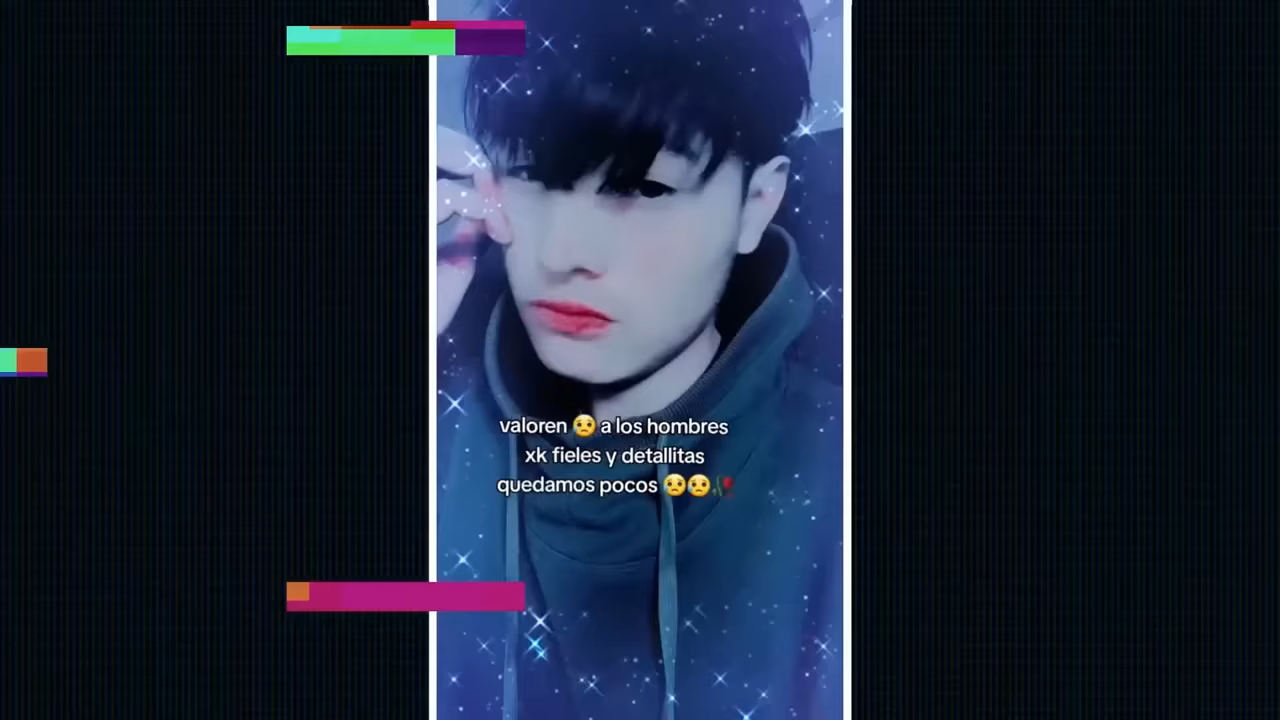 valoren 😢 a los hombres
xk fieles y detallitas
quedamos pocos 😢😢🥀